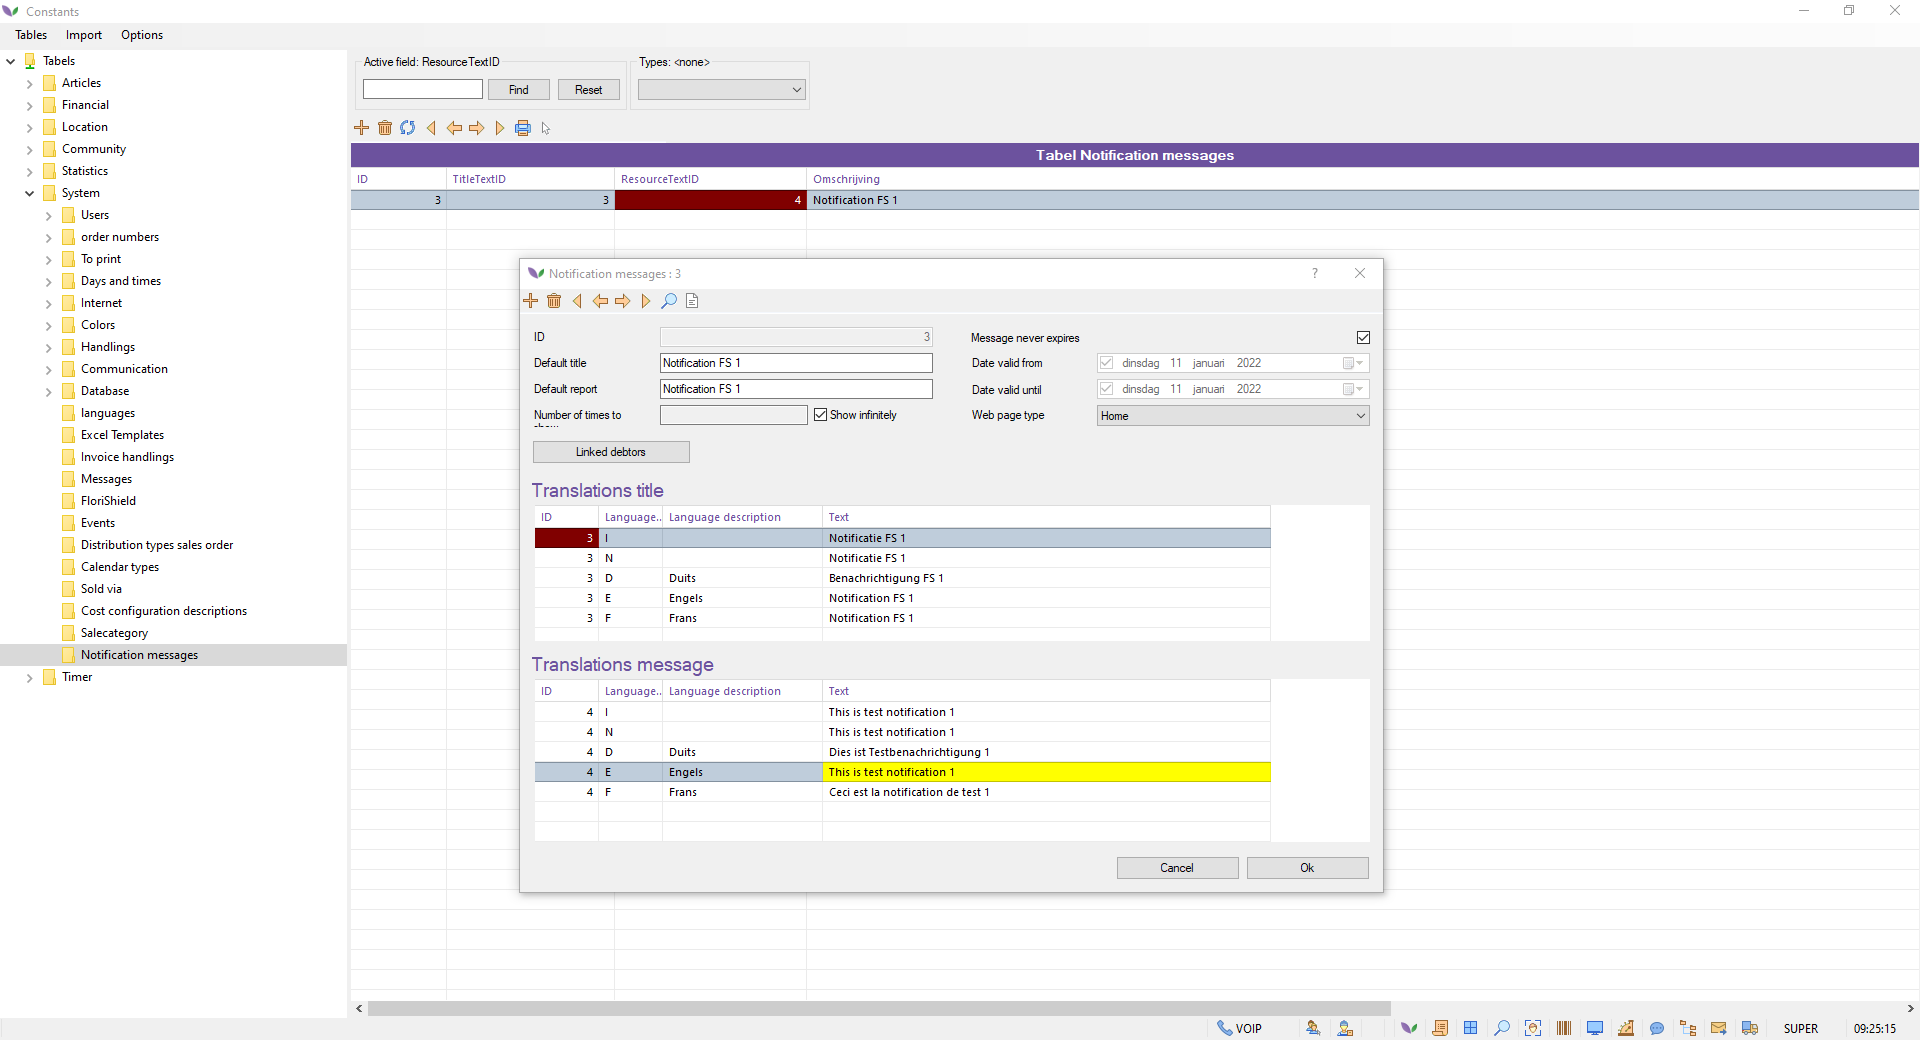 Constants
Tables Import Options
Tabels
Articles
Financial
Location
Community
Statistics
System
Users
order numbers
To print
Days and times
Internet
Colors
Handlings
Communication
Database
languages
Excel Templates
Invoice handlings
Messages
FloriShield
Events
Distribution types sales order
Calendar types
Sold via
Cost configuration descriptions
Salecategory
Notification messages
Timer
Active field: ResourceTextID
Find Reset
Types: <none>
Tabel Notification messages
ID TitleTextID ResourceTextID Omschrijving
3 3 4 Notification FS 1
Notification messages : 3 ?
ID 3
Default title Notification FS 1
Default report Notification FS 1
Number of times to
Show infinitely
Message never expires
Date valid from dinsdag 11 januari 2022
Date valid until dinsdag 11 januari 2022
Web page type Home
Linked debtors
Translations title
ID Language.. Language description Text
3 I Notificatie FS 1
3 N Notificatie FS 1
3 D Duits Benachrichtigung FS 1
3 E Engels Notification FS 1
3 F Frans Notification FS 1
Translations message
ID Language.. Language description Text
4 I This is test notification 1
4 N This is test notification 1
4 D Duits Dies ist Testbenachrichtigung 1
4 E Engels This is test notification 1
4 F Frans Ceci est la notification de test 1
Cancel Ok
VOIP SUPER 09:25:15